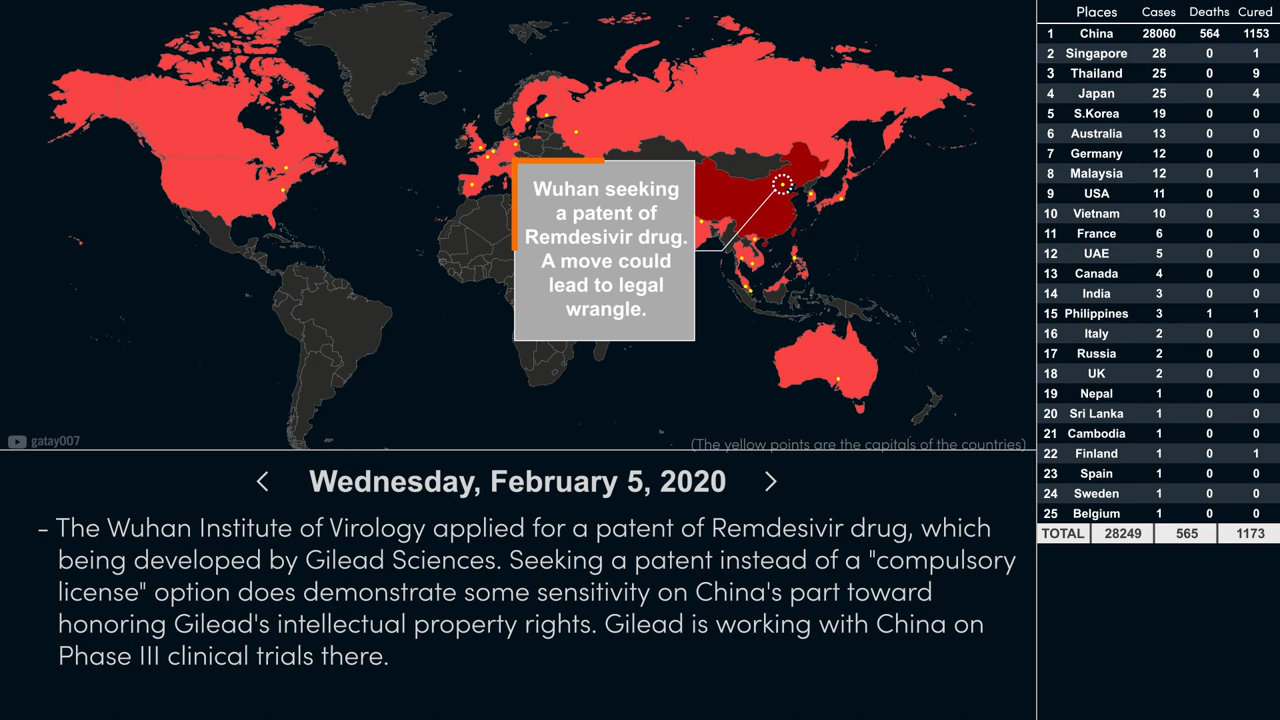 Wuhan seeking
a patent of
Remdesivir drug.
A move could
lead to legal
wrangle.
gatay007
(The yellow points are the capitals of the countries)
< Wednesday, February 5, 2020 >
- The Wuhan Institute of Virology applied for a patent of Remdesivir drug, which
being developed by Gilead Sciences. Seeking a patent instead of a "compulsory
license" option does demonstrate some sensitivity on China's part toward
honoring Gilead's intellectual property rights. Gilead is working with China on
Phase III clinical trials there.
Places Cases Deaths Cured
1 China 28060 564 1153
2 Singapore 28 0 1
3 Thailand 25 0 9
4 Japan 25 0 4
5 S.Korea 19 0 0
6 Australia 13 0 0
7 Germany 12 0 0
8 Malaysia 12 0 1
9 USA 11 0 0
10 Vietnam 10 0 3
11 France 6 0 0
12 UAE 5 0 0
13 Canada 4 0 0
14 India 3 0 0
15 Philippines 3 1 1
16 Italy 2 0 0
17 Russia 2 0 0
18 UK 2 0 0
19 Nepal 1 0 0
20 Sri Lanka 1 0 0
21 Cambodia 1 0 0
22 Finland 1 0 1
23 Spain 1 0 0
24 Sweden 1 0 0
25 Belgium 1 0 0
TOTAL 28249 565 1173